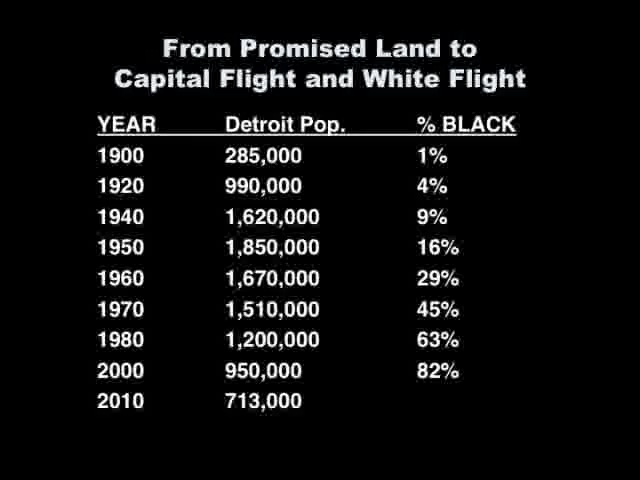 From Promised Land to
Capital Flight and White Flight
YEAR Detroit Pop. % BLACK
1900 285,000 1%
1920 990,000 4%
1940 1,620,000 9%
1950 1,850,000 16%
1960 1,670,000 29%
1970 1,510,000 45%
1980 1,200,000 63%
2000 950,000 82%
2010 713,000